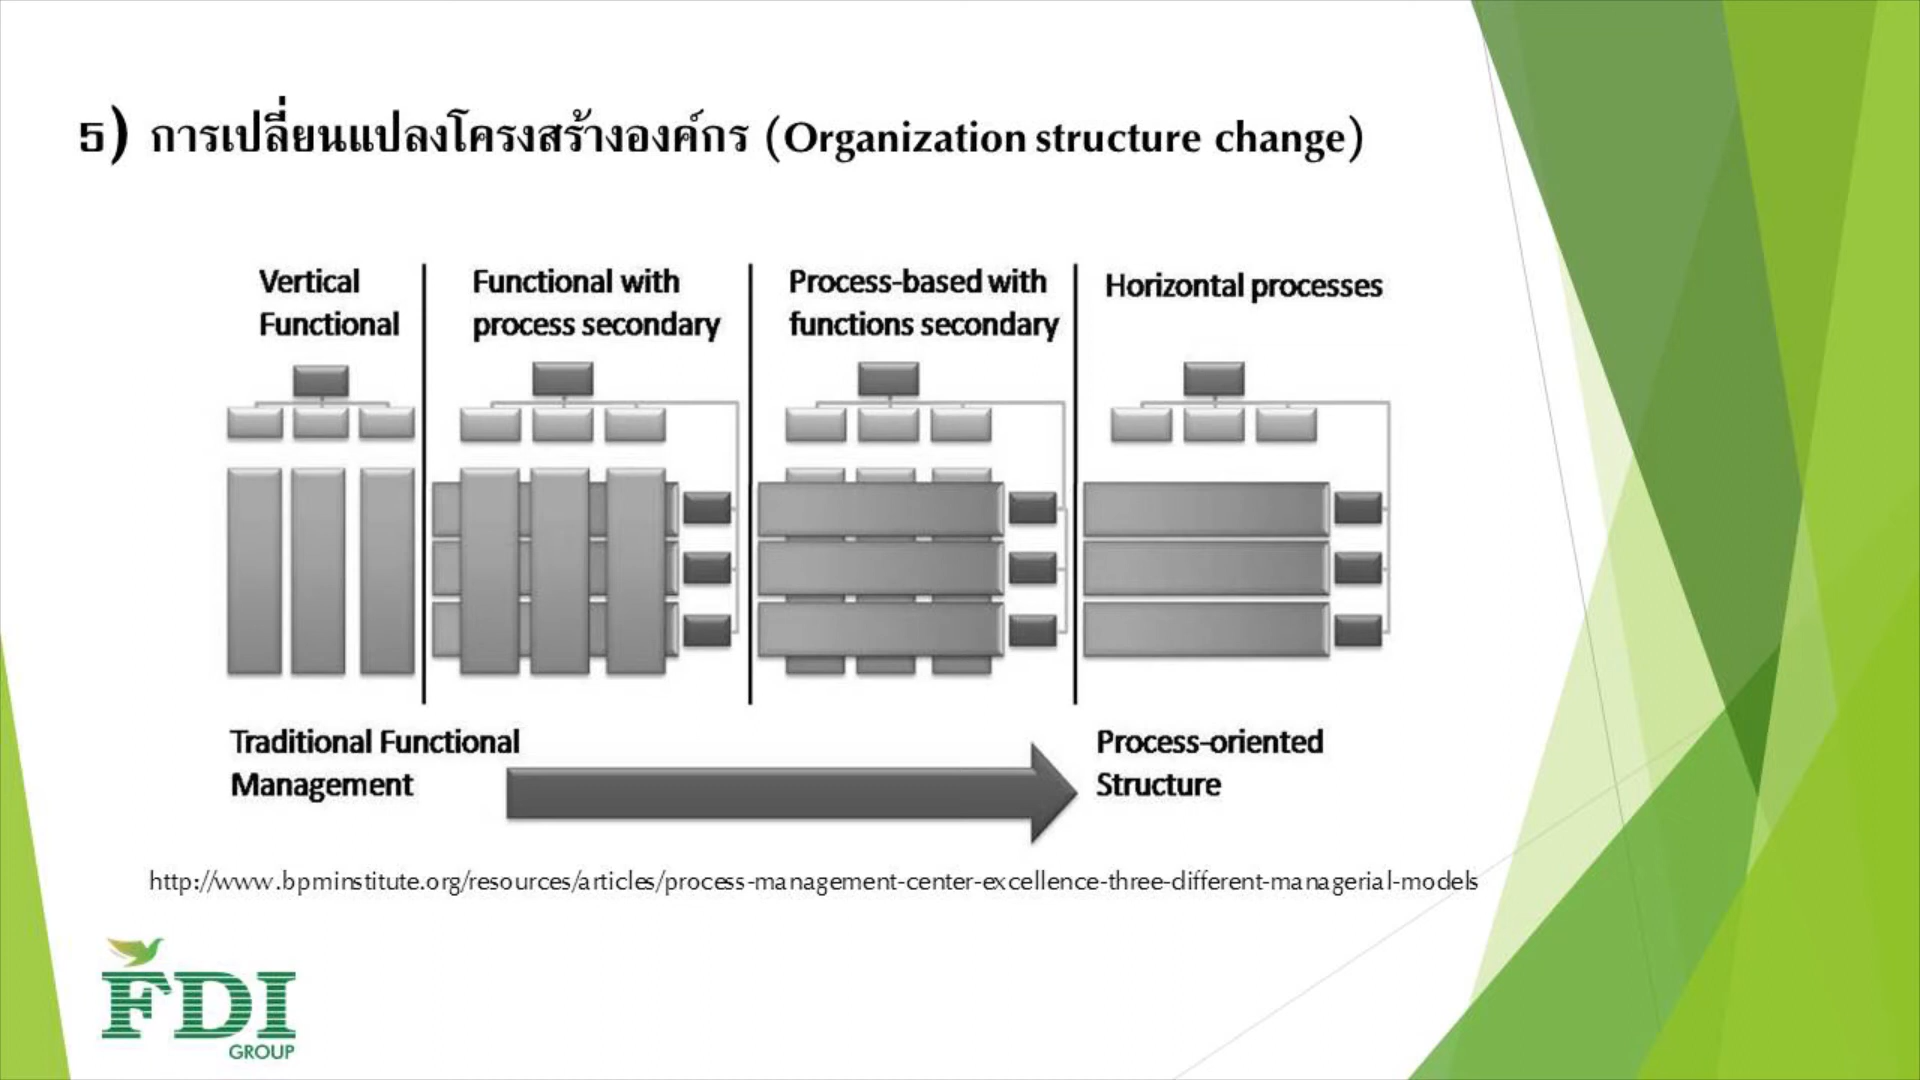 5) การเปลี่ยนแปลงโครงสร้างองค์กร (Organization structure change)
Vertical
Functional
Functional with
process secondary
Process-based with
functions secondary
Horizontal processes
Traditional Functional
Management
Process-oriented
Structure
http://www.bpminstitute.org/resources/articles/process-management-center-excellence-three-different-managerial-models
FDI
GROUP